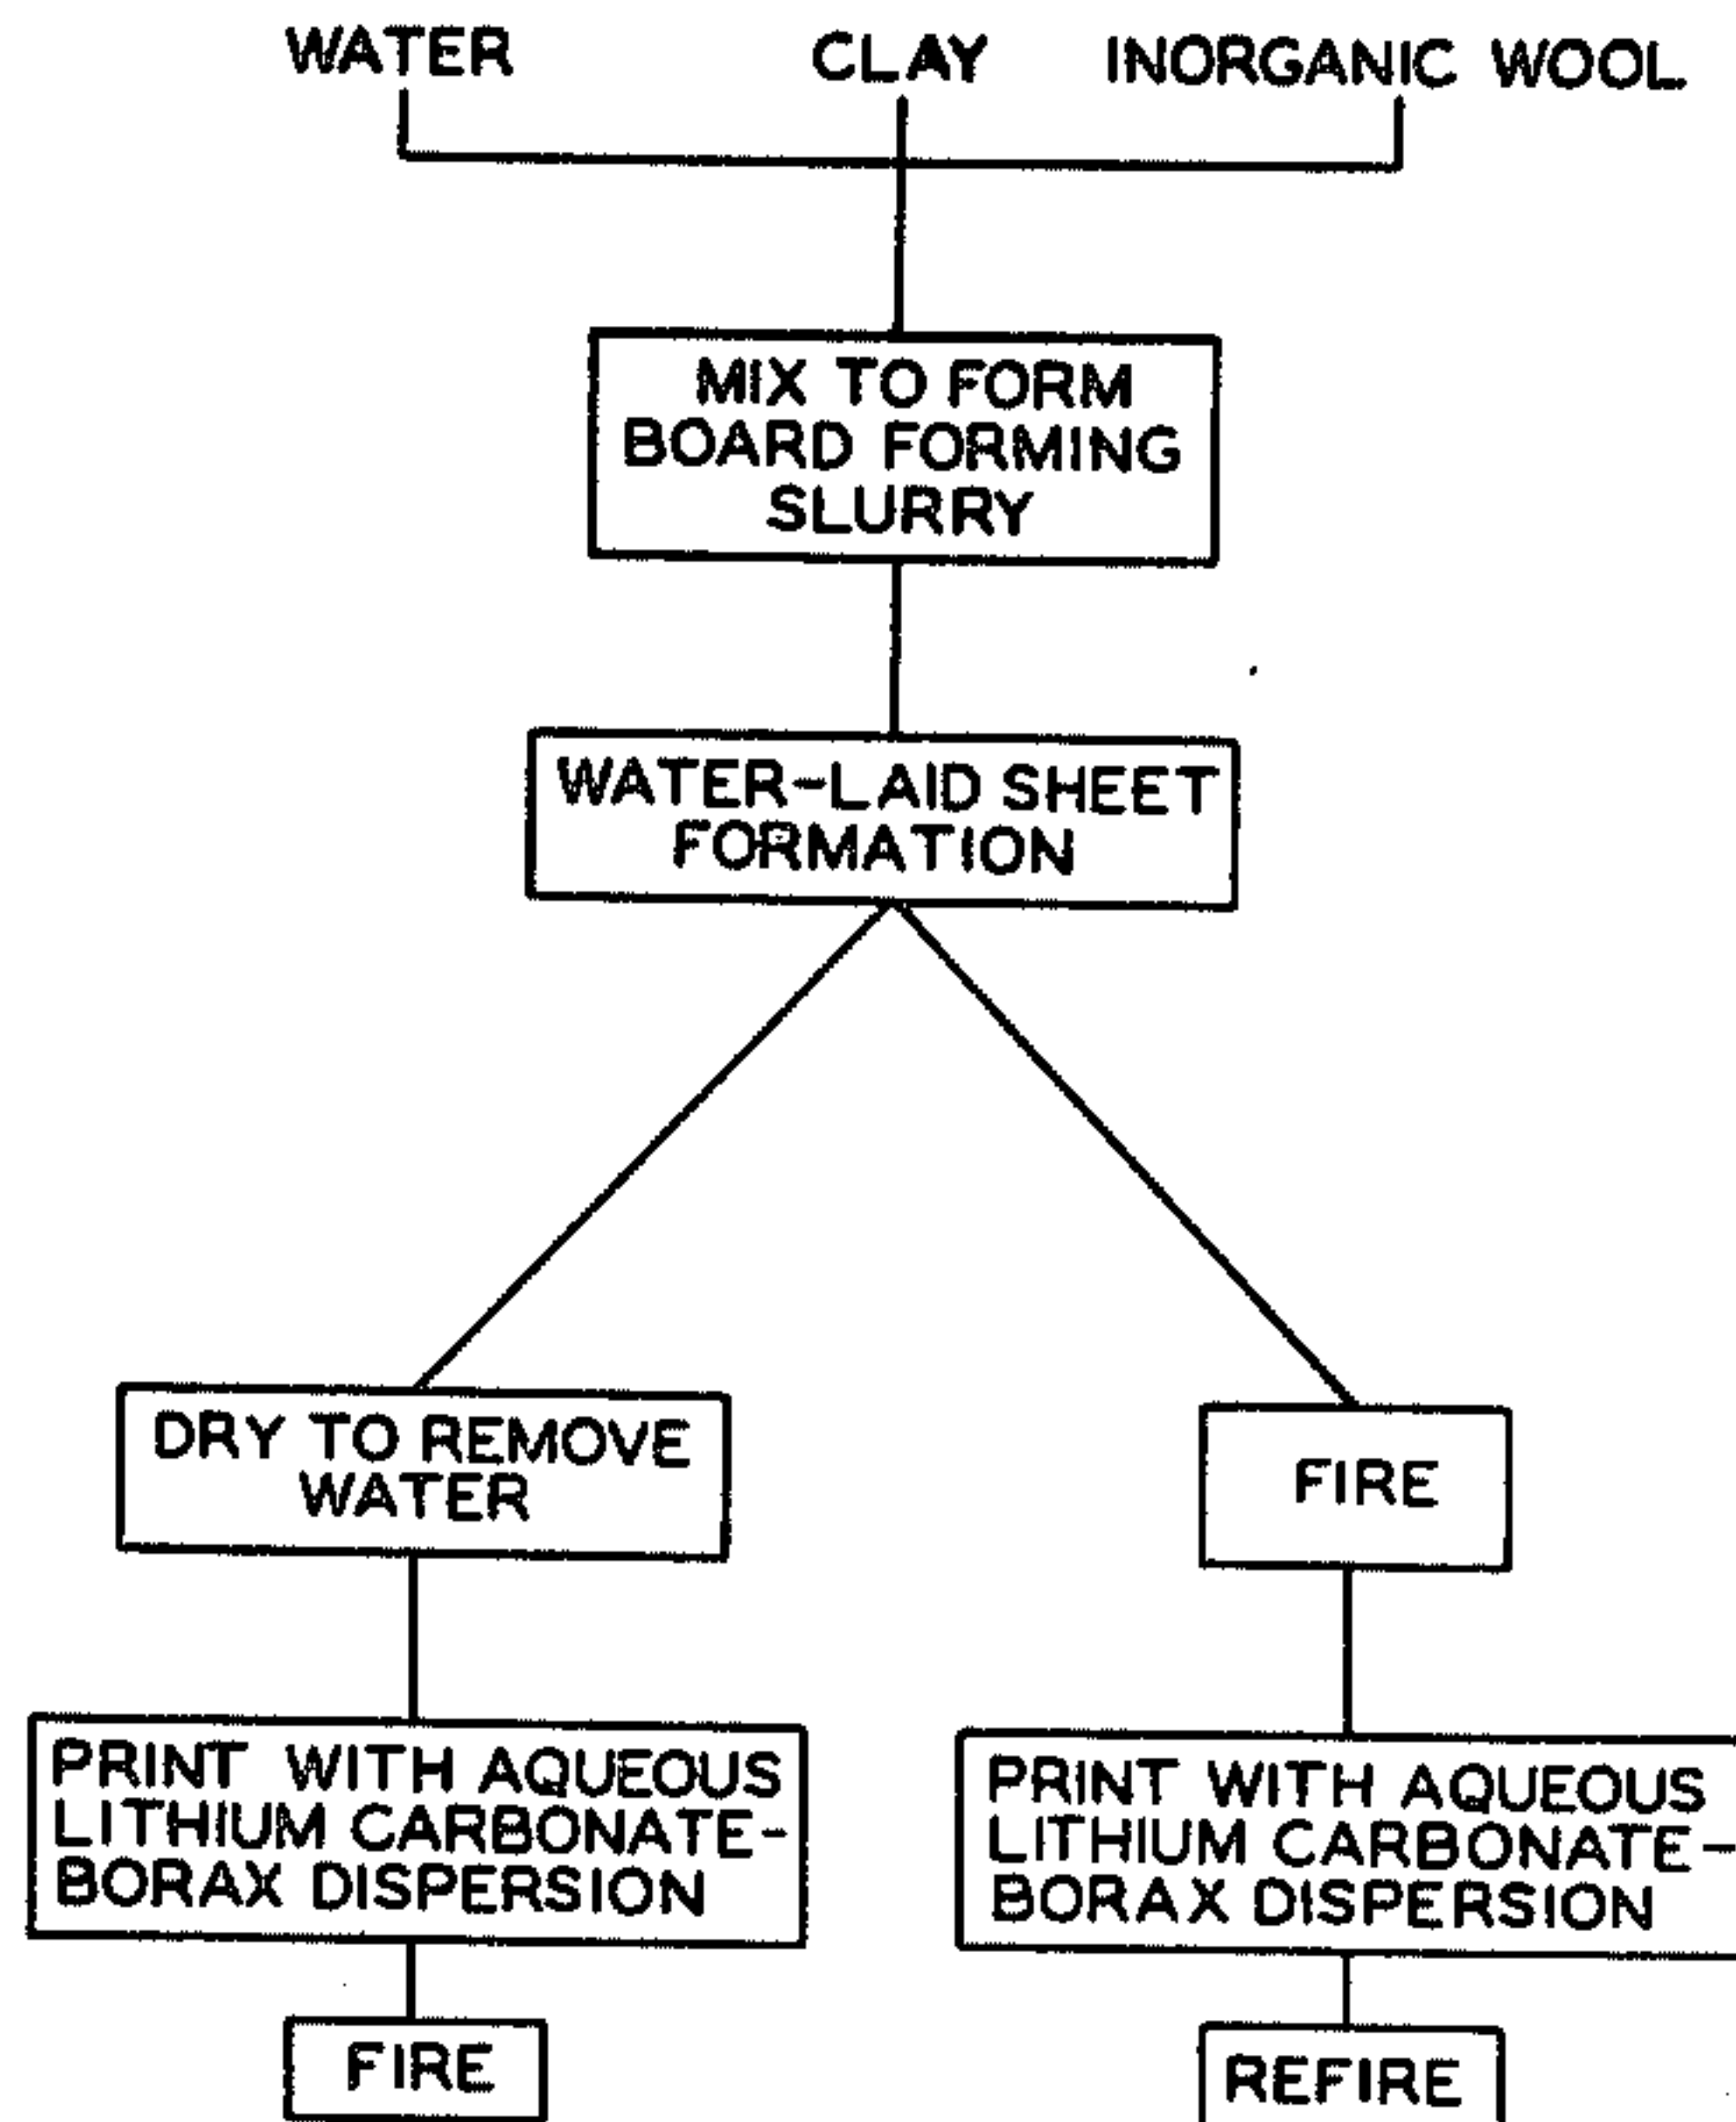 WATER CLAY INORGANIC WOOL
MIX TO FORM
BOARD FORMING
SLURRY
WATER-LAID SHEET
FORMATION
DRY TO REMOVE
WATER
FIRE
PRINT WITH AQUEOUS
LITHIUM CARBONATE-
BORAX DISPERSION
PRINT WITH AQUEOUS
LITHIUM CARBONATE-
BORAX DISPERSION
FIRE
REFIRE